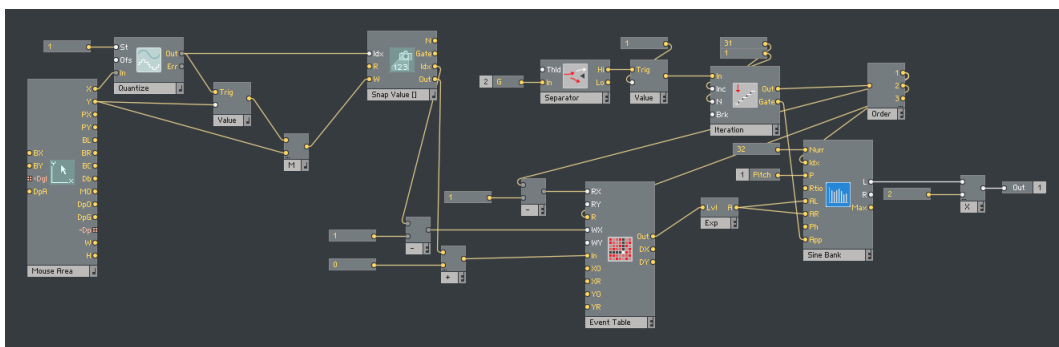 1
St
Ofs
In
Out
Err
Quantize
X
Y
PX
PY
BL
BR
BC
Db
MO
DpO
DpG
W
H
BX
BY
DpA
Mouse Area
Trig
Value
M
Idx
R
W
N
Gate
Idx
Out
Snap Value []
1
-
0
+
2 G
Thld
In
Hi
Lo
Separator
1
Trig
Value
31
1
In
Inc
N
Brk
Out
Gate
Iteration
1
2
3
Order
1
-
RX
RY
R
WX
WY
In
XO
XR
YO
YR
Out
DX
DY
Event Table
Lvl A
Exp
32
1 Pitch
Num
Idx
P
Rtio
AL
AR
Ph
App
L
R
Max
Sine Bank
2
X
Out 1